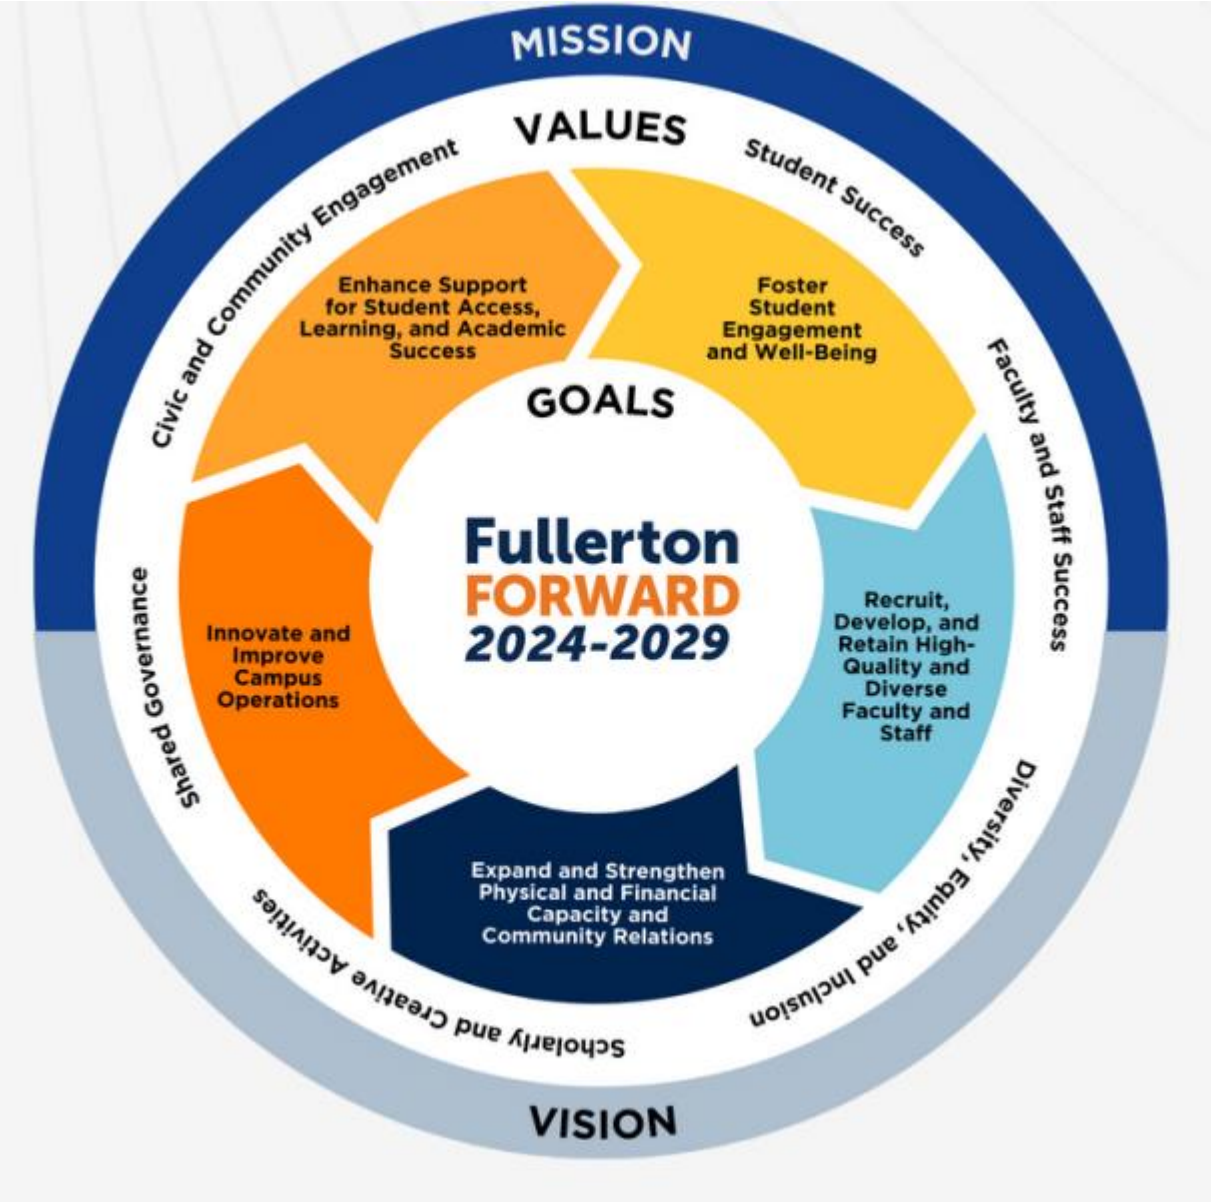 MISSION
VALUES
Student Success
Faculty and Staff Success
Diversity, Equity, and Inclusion
Scholarly and Creative Activities
Shared Governance
Civic and Community Engagement
Enhance Support
for Student Access,
Learning, and Academic
Success
Foster
Student
Engagement
and Well-Being
Recruit,
Develop, and
Retain High-
Quality and
Diverse
Faculty and
Staff
Expand and Strengthen
Physical and Financial
Capacity and
Community Relations
Innovate and
Improve
Campus
Operations
GOALS
Fullerton
FORWARD
2024-2029
VISION